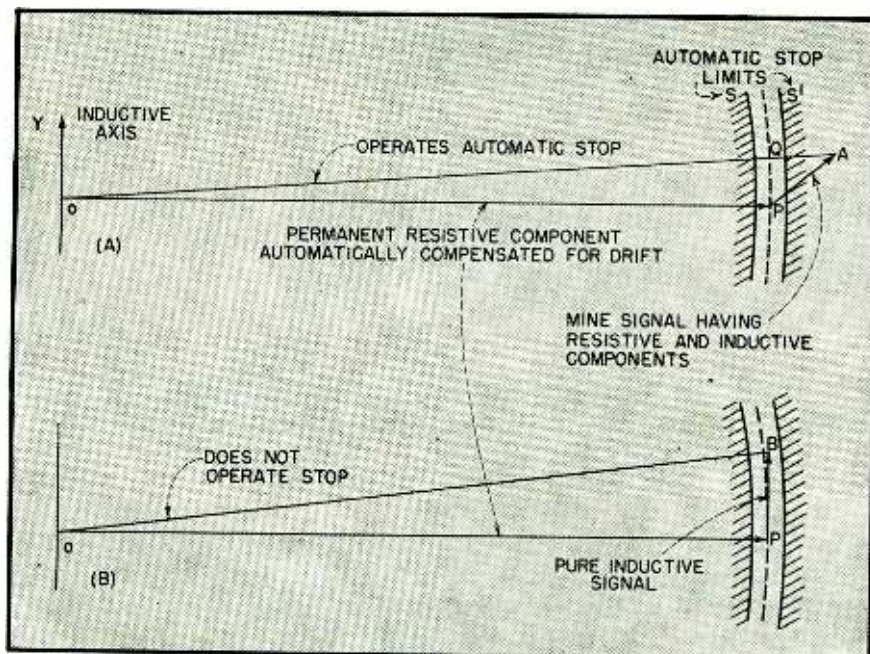 AUTOMATIC STOP
LIMITS
S S'
Y INDUCTIVE
AXIS
OPERATES AUTOMATIC STOP
Q
A
O
P
(A)
PERMANENT RESISTIVE COMPONENT
AUTOMATICALLY COMPENSATED FOR DRIFT
MINE SIGNAL HAVING
RESISTIVE AND INDUCTIVE
COMPONENTS
DOES NOT
OPERATE STOP
B
O
P
(B)
PURE INDUCTIVE
SIGNAL